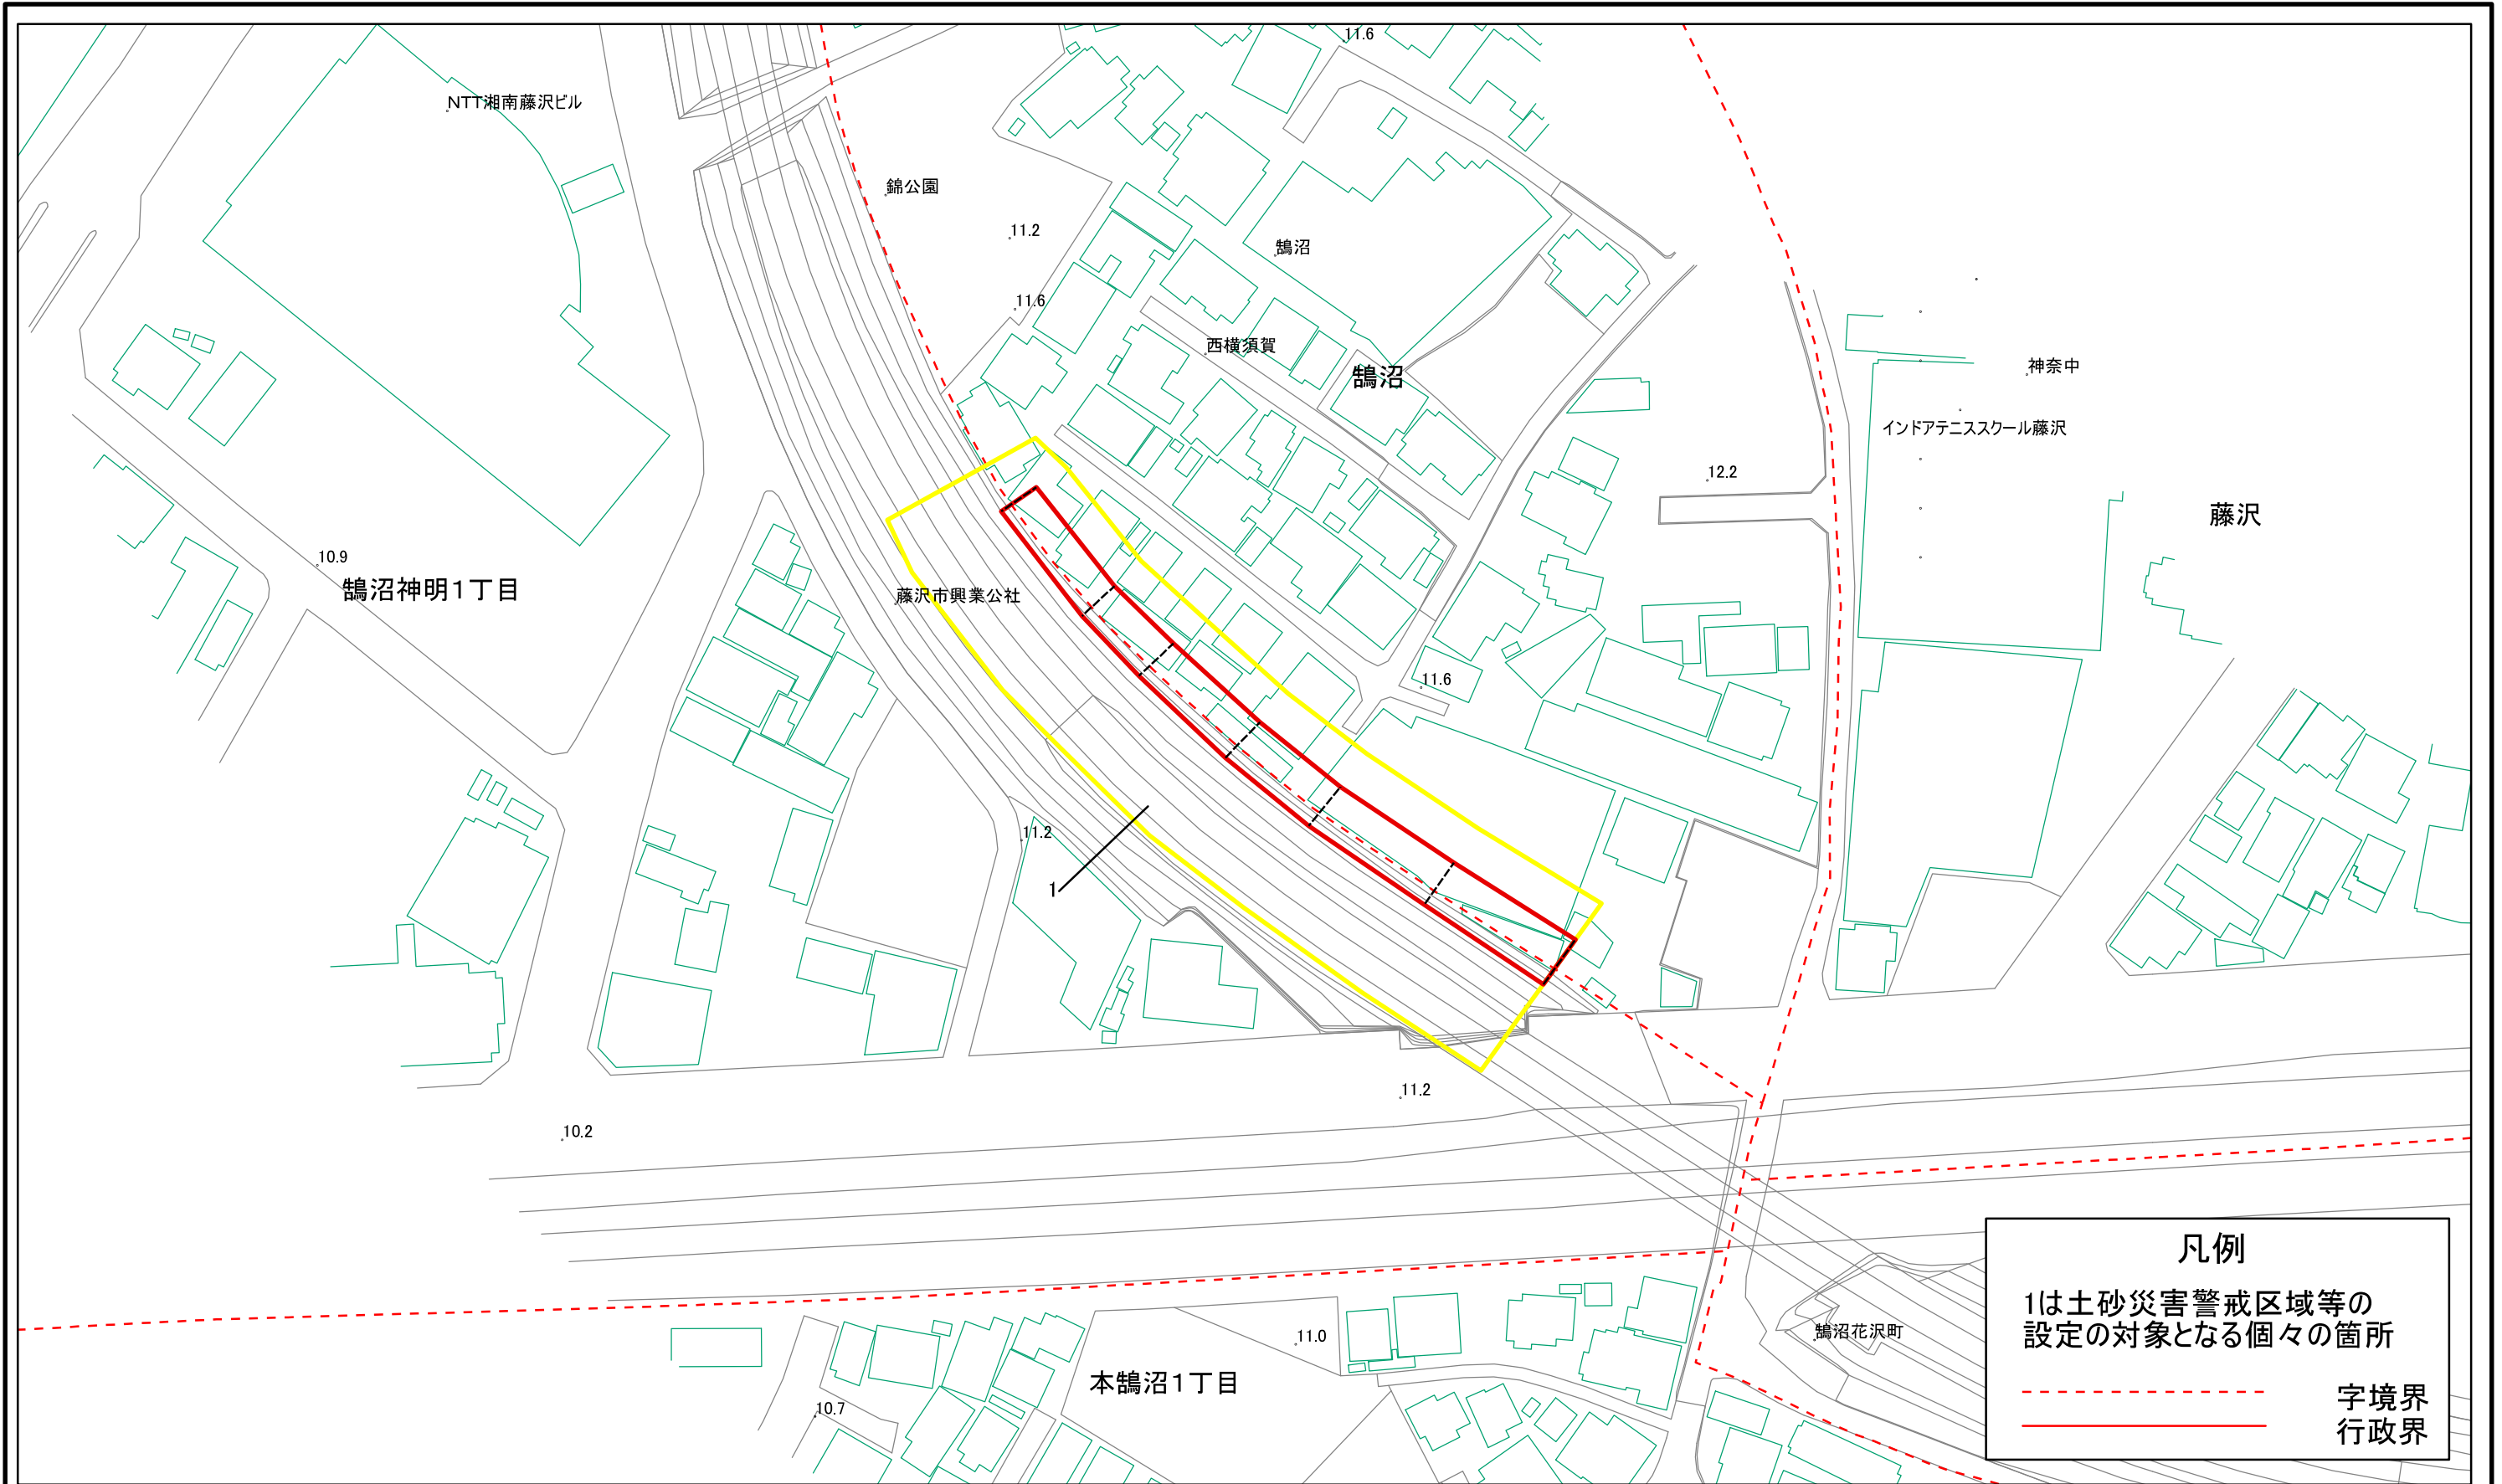 11.6
NTT湘南藤沢ビル
錦公園
11.2
鵠沼
11.6
西横須賀
鵠沼
神奈中
インドアテニススクール藤沢
12.2
藤沢
10.9
鵠沼神明1丁目
藤沢市興業公社
11.6
11.2
1
11.2
10.2
凡例
1は土砂災害警戒区域等の
設定の対象となる個々の箇所
字境界
行政界
鵠沼花沢町
11.0
本鵠沼1丁目
10.7